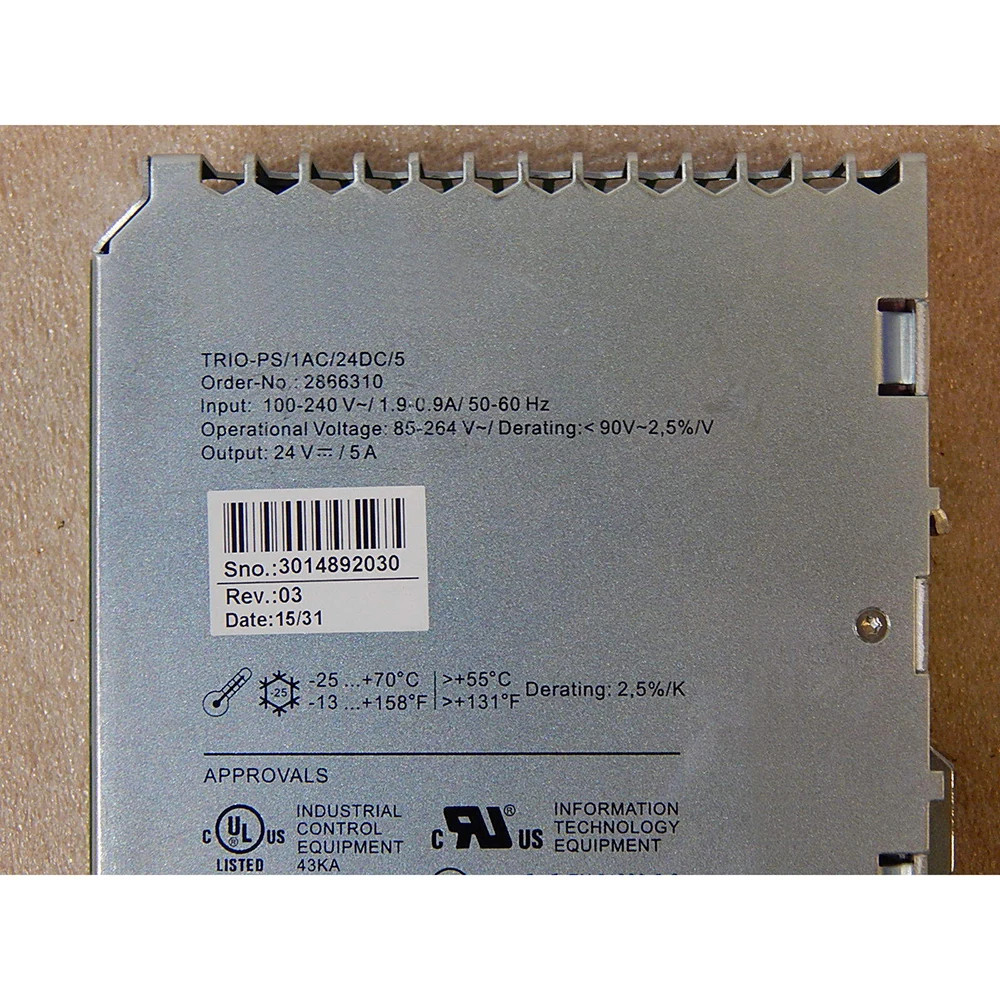 TRIO-PS/1AC/24DC/5
Order-No.: 2866310
Input: 100-240 V~/ 1.9-0.9A/ 50-60 Hz
Operational Voltage: 85-264 V~/ Derating:< 90V~2,5%/V
Output: 24 V⎓ / 5 A
Sno.:3014892030
Rev.:03
Date:15/31
-25 -25 ...+70°C >+55°C
-13 ...+158°F >+131°F Derating: 2,5%/K
APPROVALS
C UL ® US LISTED
INDUSTRIAL
CONTROL
EQUIPMENT
43KA
C RU ® US
INFORMATION
TECHNOLOGY
EQUIPMENT